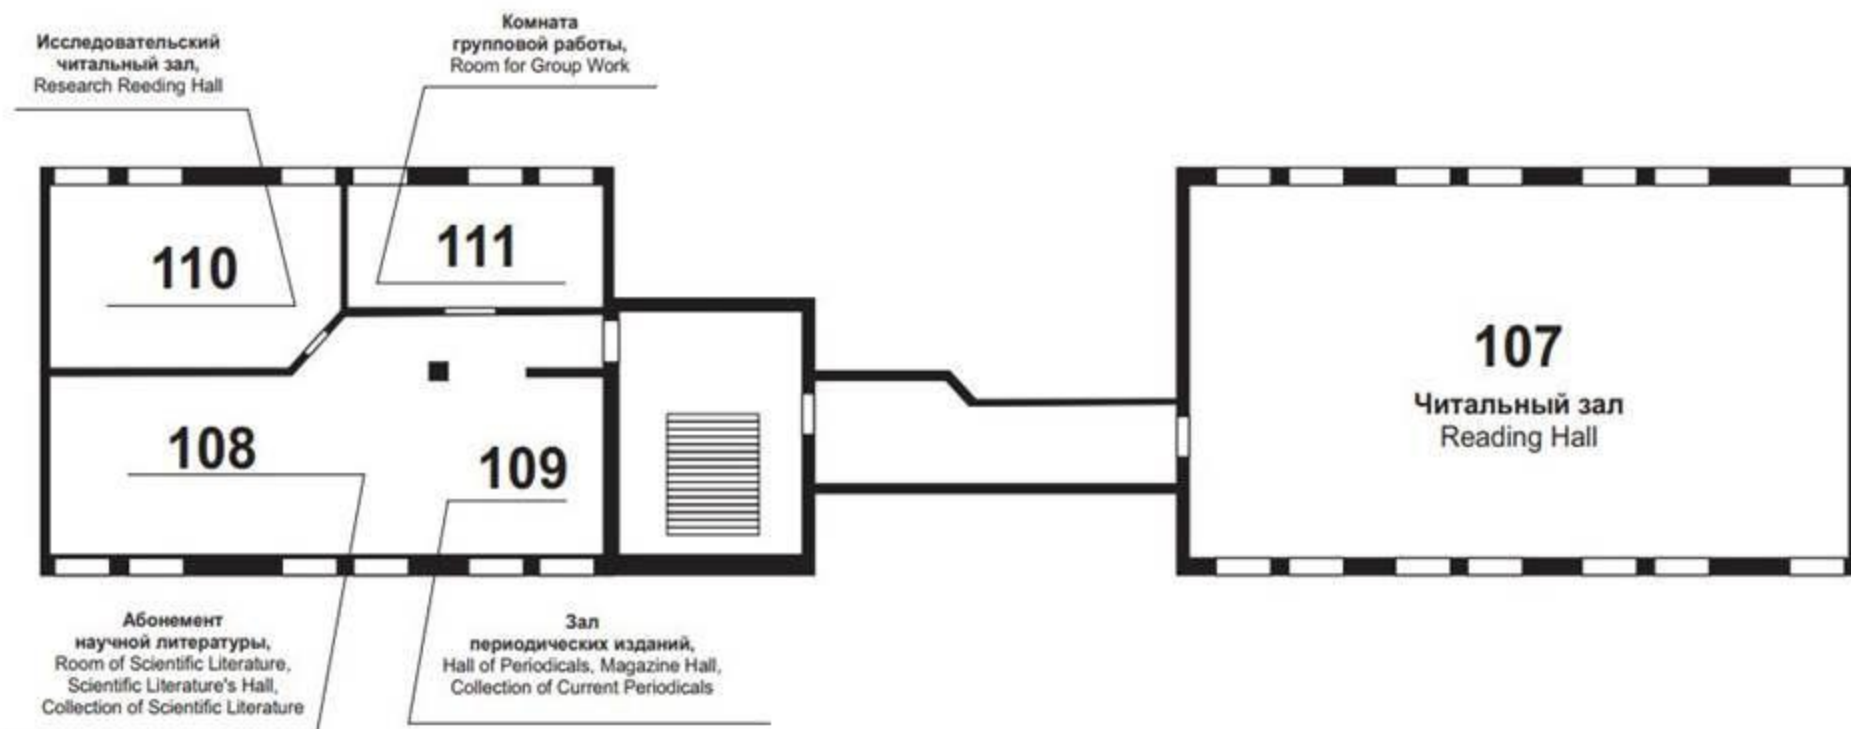 Исследовательский
читальный зал,
Research Reeding Hall
Комната
групповой работы,
Room for Group Work
110
111
107
Читальный зал
Reading Hall
108
109
Абонемент
научной литературы,
Room of Scientific Literature,
Scientific Literature's Hall,
Collection of Scientific Literature
Зал
периодических изданий,
Hall of Periodicals, Magazine Hall,
Collection of Current Periodicals